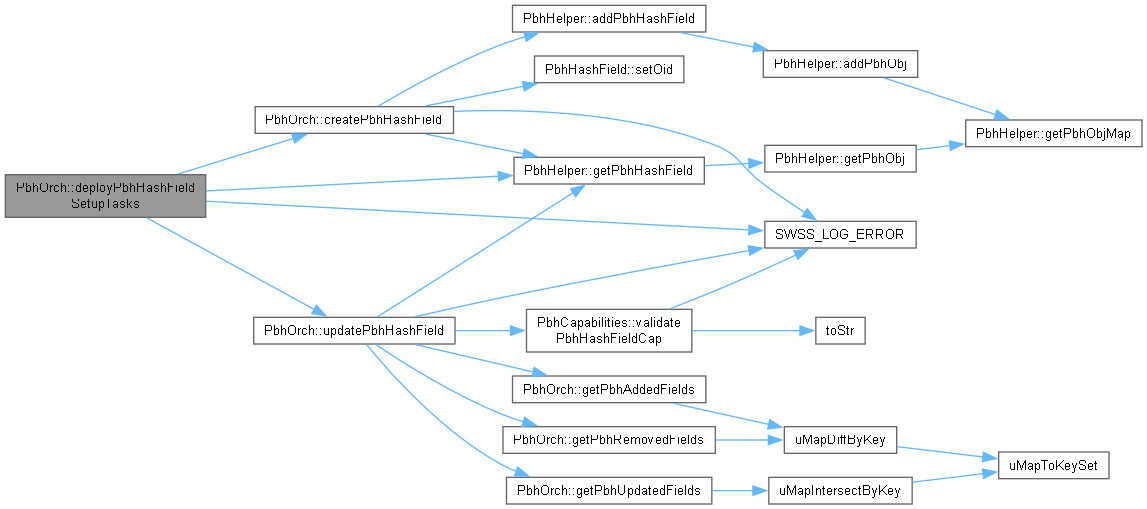 PbhHelper::addPbhHashField
PbhHelper::addPbhObj
PbhHashField::setOid
PbhOrch::createPbhHashField
PbhHelper::getPbhObjMap
PbhHelper::getPbhObj
PbhHelper::getPbhHashField
PbhOrch::deployPbhHashField
SetupTasks
SWSS_LOG_ERROR
PbhOrch::updatePbhHashField
PbhCapabilities::validate
PbhHashFieldCap
toStr
PbhOrch::getPbhAddedFields
PbhOrch::getPbhRemovedFields
uMapDiffByKey
uMapToKeySet
PbhOrch::getPbhUpdatedFields
uMapIntersectByKey